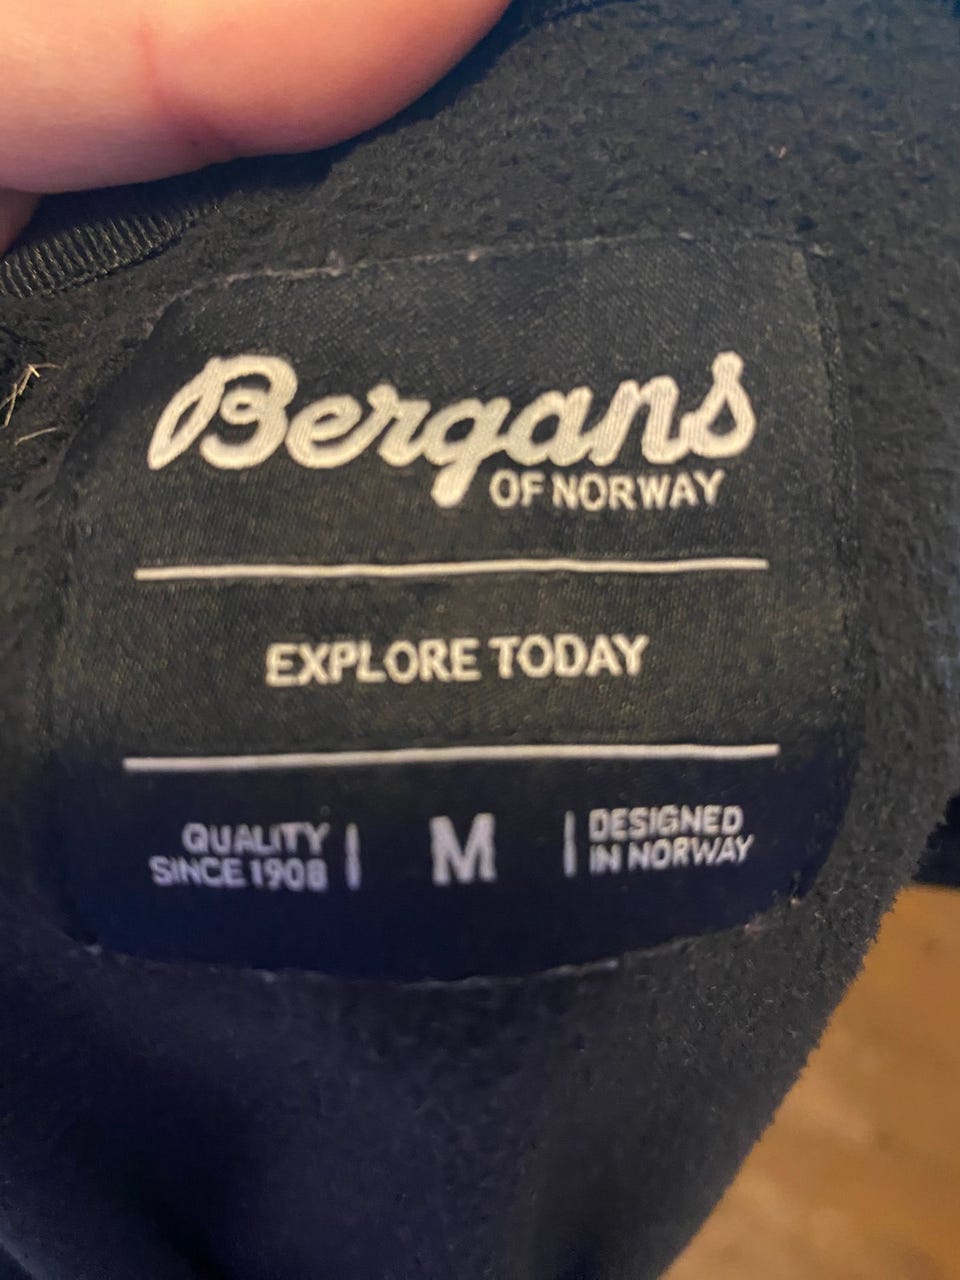 Bergans
OF NORWAY
EXPLORE TODAY
QUALITY
SINCE 1908
M
DESIGNED
IN NORWAY